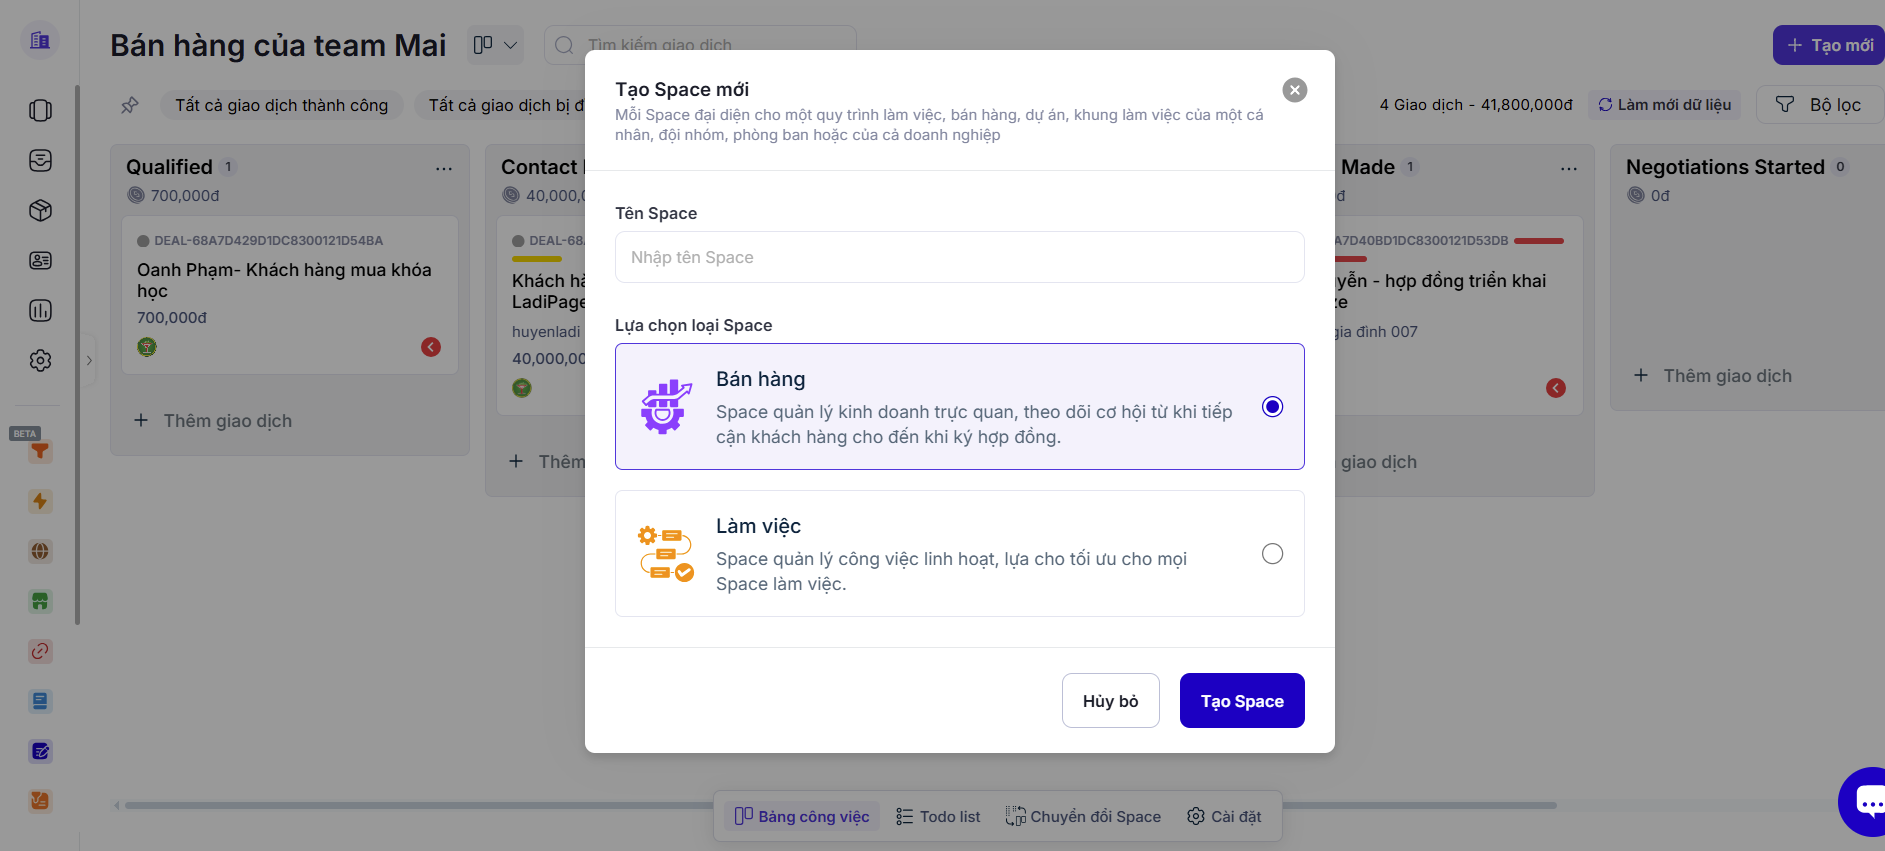 Bán hàng của team Mai
Tìm kiếm giao dịch
Tạo mới
Tất cả giao dịch thành công
Tất cả giao dịch bị
4 Giao dịch - 41,800,000đ
Làm mới dữ liệu
Bộ lọc
Qualified 1
700,000đ
DEAL-68A7D429D1DC8300121D54BA
Oanh Phạm- Khách hàng mua khóa
học
700,000đ
Thêm giao dịch
Contact
40,000,0
DEAL-68
Khách
LadiPage
huyenladi
40,000,00
Thêm
Tạo Space mới
Mỗi Space đại diện cho một quy trình làm việc, bán hàng, dự án, khung làm việc của một cá
nhân, đội nhóm, phòng ban hoặc của cả doanh nghiệp
Tên Space
Nhập tên Space
Lựa chọn loại Space
Bán hàng
Space quản lý kinh doanh trực quan, theo dõi cơ hội từ khi tiếp
cận khách hàng cho đến khi ký hợp đồng.
Làm việc
Space quản lý công việc linh hoạt, lựa cho tối ưu cho mọi
Space làm việc.
Hủy bỏ
Tạo Space
Made 1
đ
A7D40BD1DC8300121D53DB
yễn - hợp đồng triển khai
ze
gia đình 007
giao dịch
Negotiations Started 0
0đ
Thêm giao dịch
BETA
Bảng công việc
Todo list
Chuyển đổi Space
Cài đặt